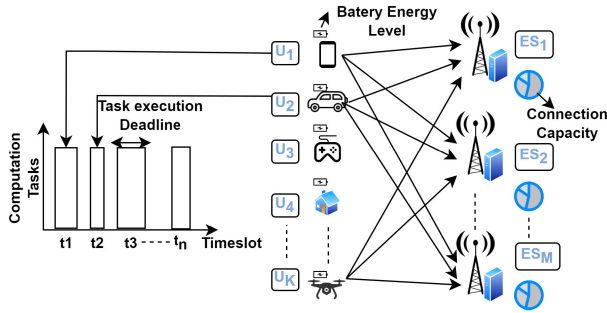 Batery Energy
Level
U1
ES1
U2
Task execution
Deadline
Connection
Capacity
U3
ES2
Computation
Tasks
U4
t1 t2 t3 tn Timeslot
UK
ESM